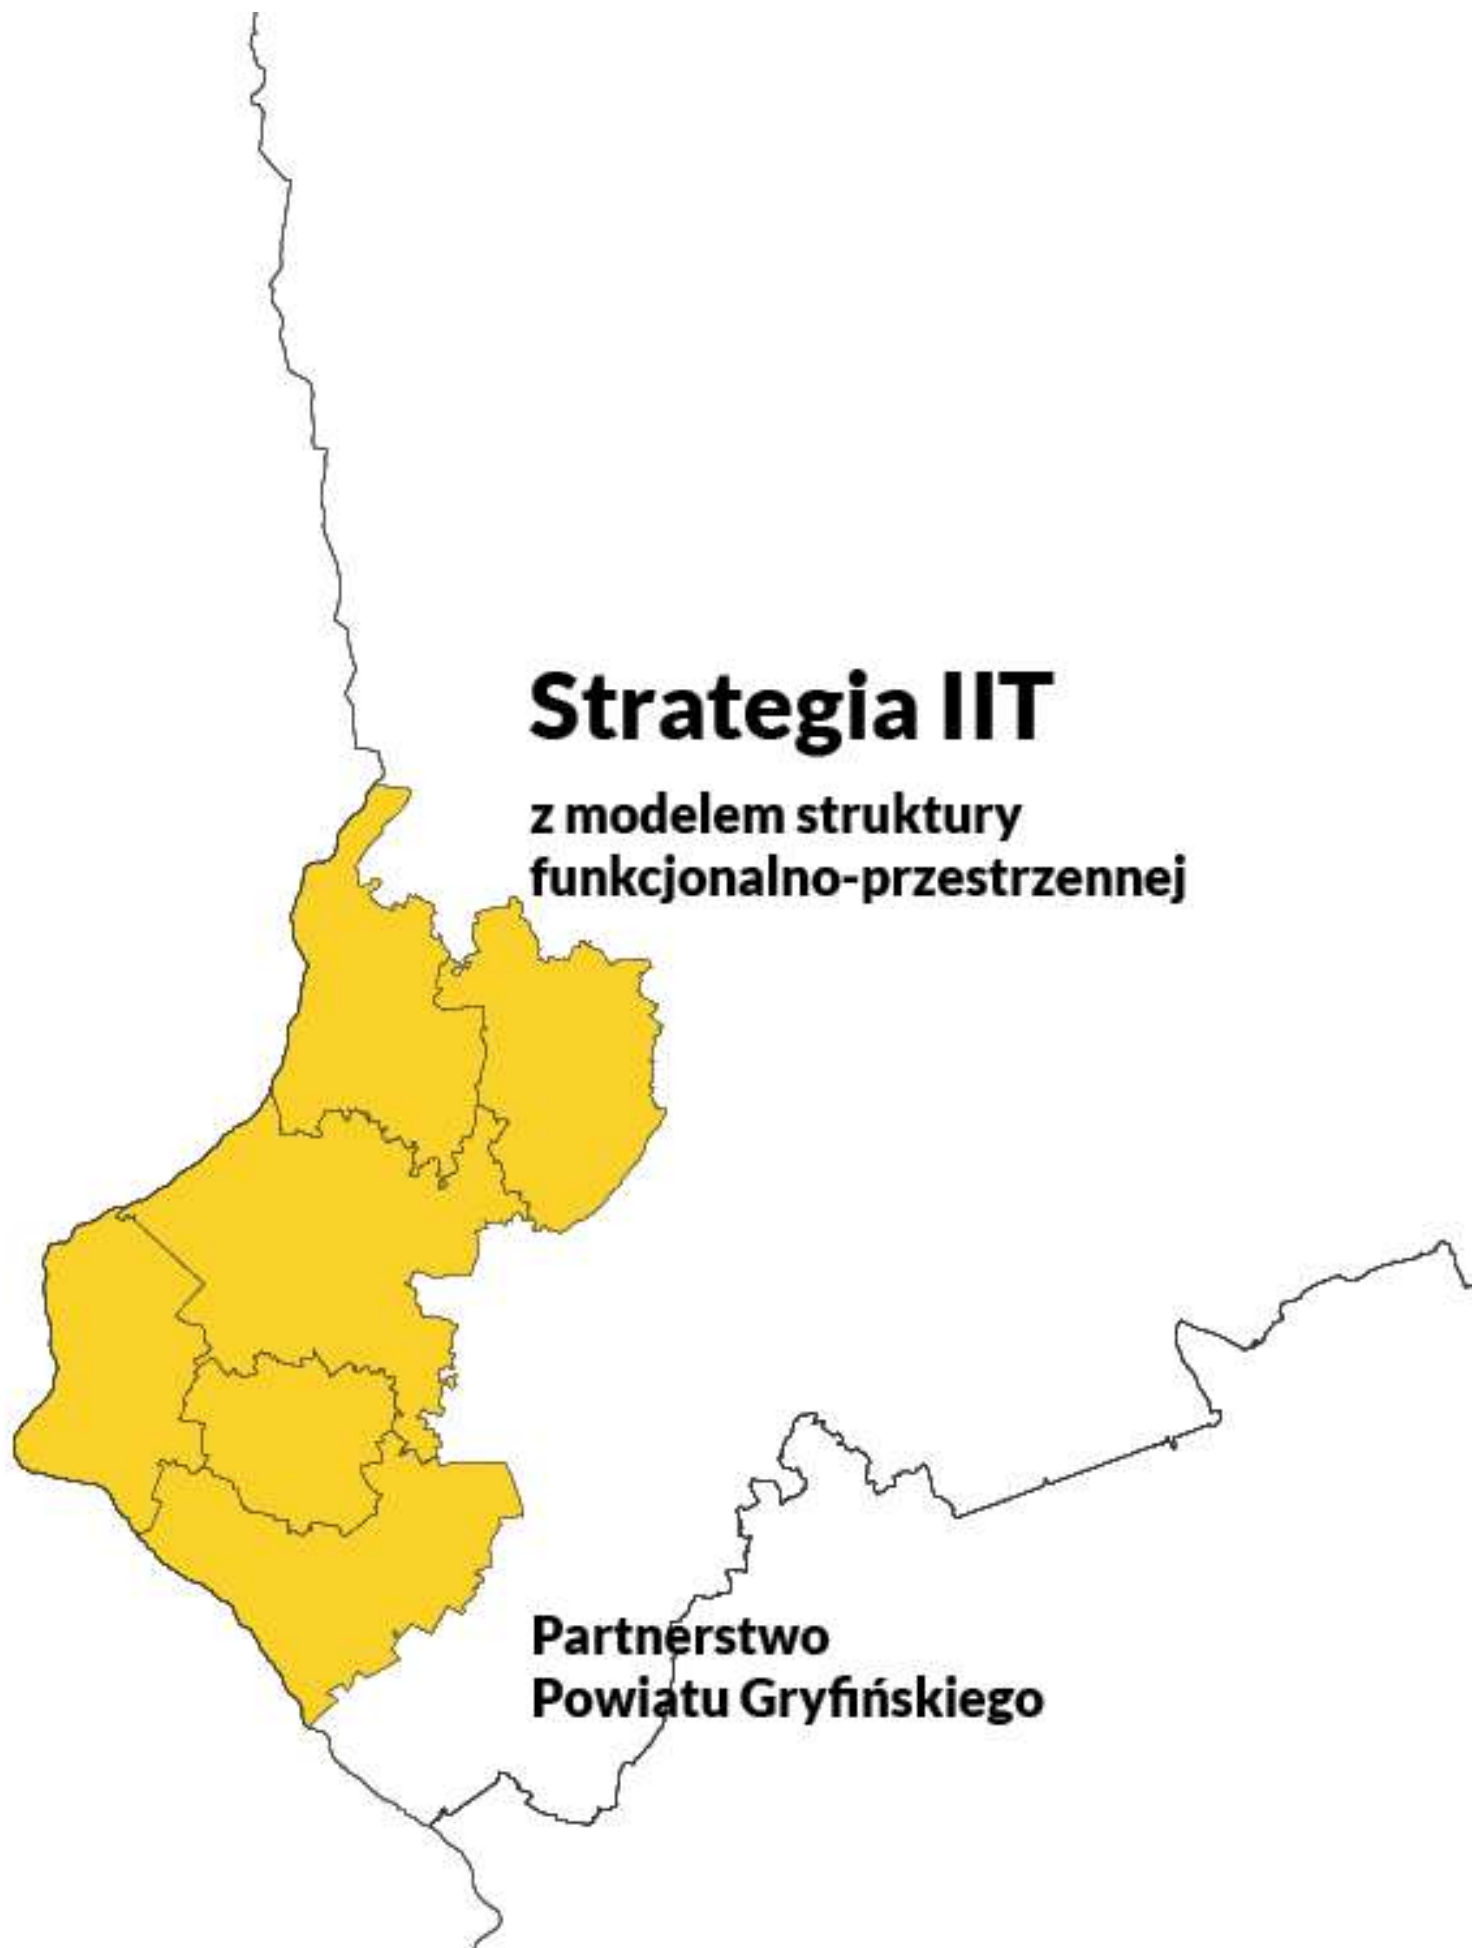 Strategia IIT
z modelem struktury
funkcjonalno-przestrzennej
Partnerstwo
Powiatu Gryfińskiego